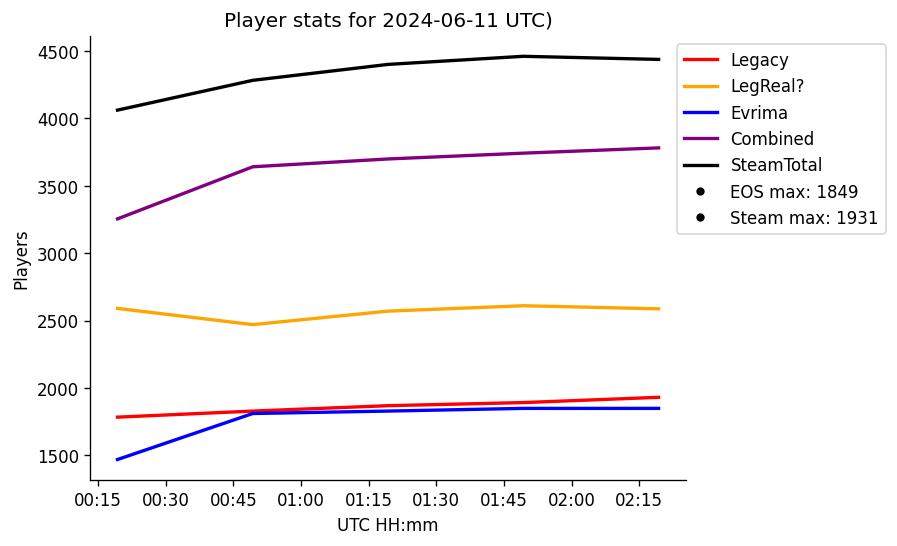 Player stats for 2024-06-11 UTC)
4500
4000
3500
3000
2500
2000
1500
Players
00:15 00:30 00:45 01:00 01:15 01:30 01:45 02:00 02:15
UTC HH:mm
Legacy
LegReal?
Evrima
Combined
SteamTotal
EOS max: 1849
Steam max: 1931